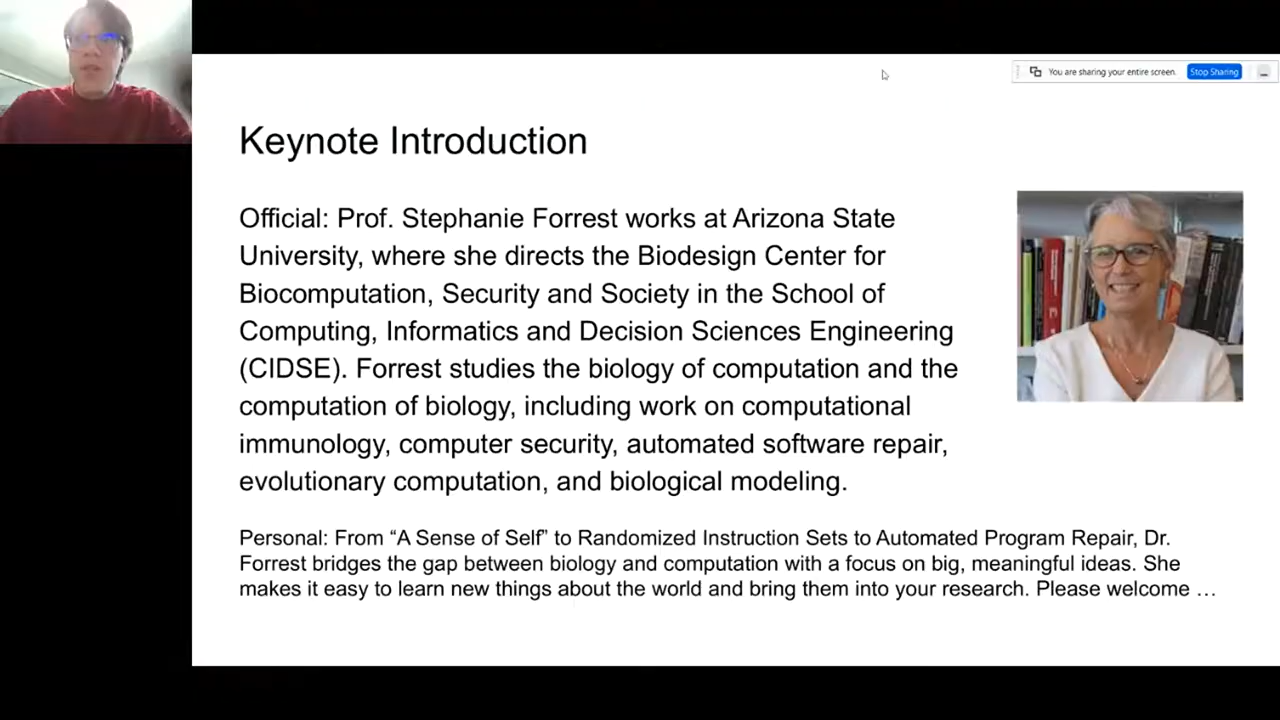 You are sharing your entire screen.
Stop Sharing
Keynote Introduction
Official: Prof. Stephanie Forrest works at Arizona State
University, where she directs the Biodesign Center for
Biocomputation, Security and Society in the School of
Computing, Informatics and Decision Sciences Engineering
(CIDSE). Forrest studies the biology of computation and the
computation of biology, including work on computational
immunology, computer security, automated software repair,
evolutionary computation, and biological modeling.
Personal: From “A Sense of Self” to Randomized Instruction Sets to Automated Program Repair, Dr.
Forrest bridges the gap between biology and computation with a focus on big, meaningful ideas. She
makes it easy to learn new things about the world and bring them into your research. Please welcome …